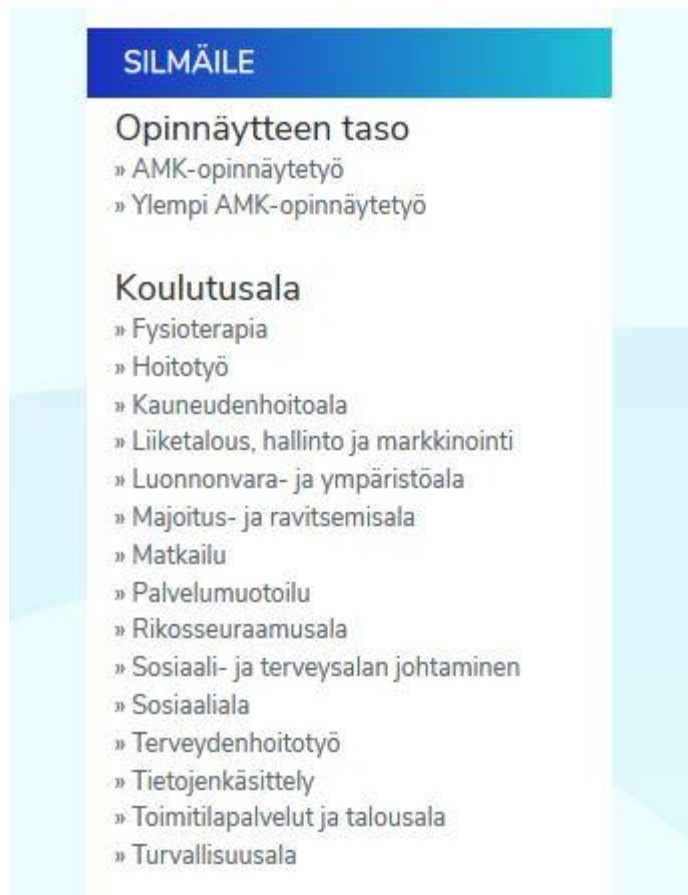 SILMÄILE
Opinnäytteen taso
» AMK-opinnäytetyö
» Ylempi AMK-opinnäytetyö
Koulutusala
» Fysioterapia
» Hoitotyö
» Kauneudenhoitoala
» Liiketalous, hallinto ja markkinointi
» Luonnonvara- ja ympäristöala
» Majoitus- ja ravitsemisala
» Matkailu
» Palvelumuotoilu
» Rikosseuraamusala
» Sosiaali- ja terveysalan johtaminen
» Sosiaaliala
» Terveydenhoitotyö
» Tietojenkäsittely
» Toimitilapalvelut ja talousala
» Turvallisuusala